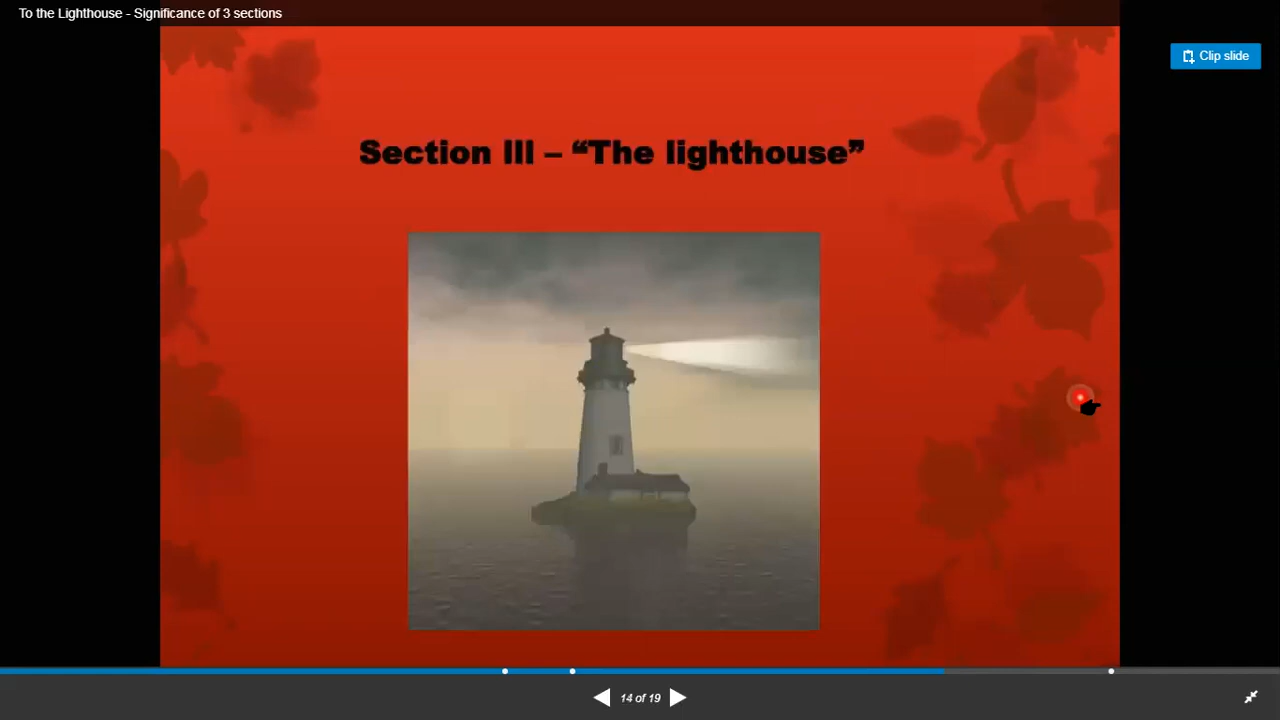 To the Lighthouse - Significance of 3 sections
Clip slide
Section III – “The lighthouse”
14 of 19